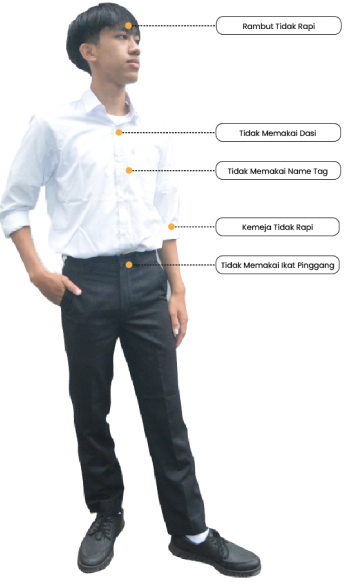 Rambut Tidak Rapi
Tidak Memakai Dasi
Tidak Memakai Name Tag
Kemeja Tidak Rapi
Tidak Memakai Ikat Pinggang